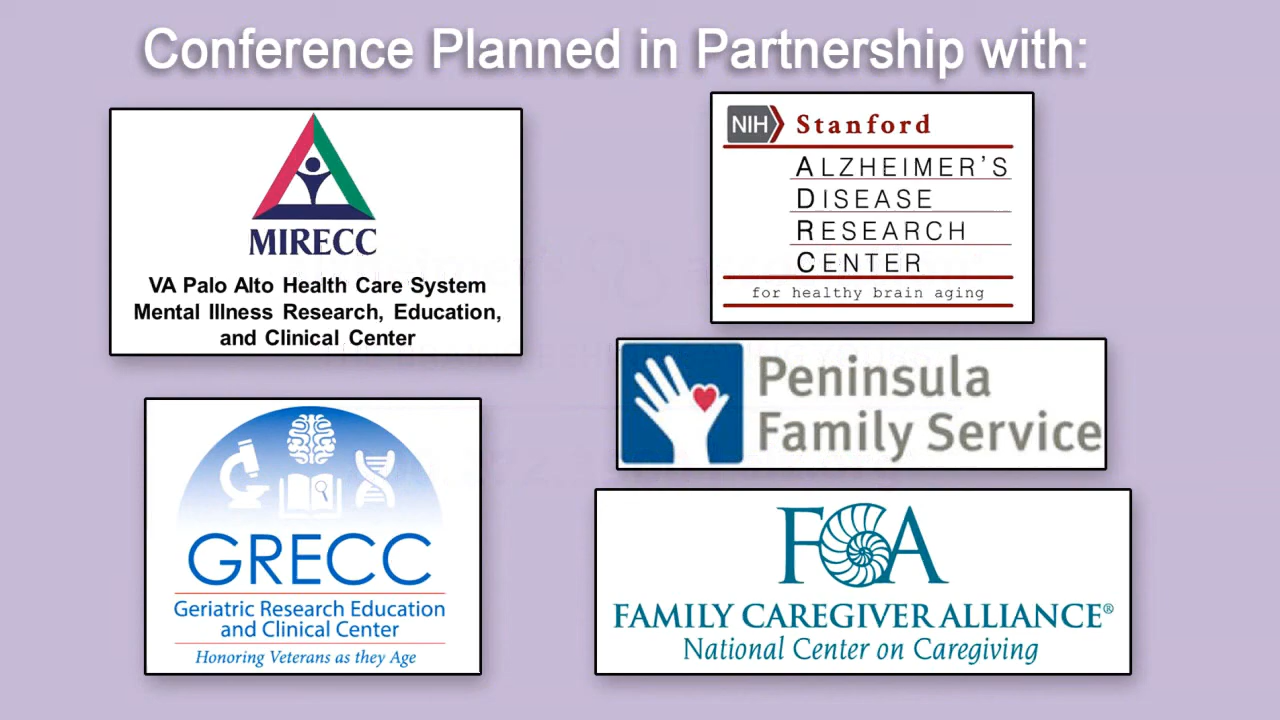 Conference Planned in Partnership with:
MIRECC
VA Palo Alto Health Care System
Mental Illness Research, Education,
and Clinical Center
NIH Stanford
ALZHEIMER'S
DISEASE
RESEARCH
CENTER
for healthy brain aging
Peninsula
Family Service
GRECC
Geriatric Research Education
and Clinical Center
Honoring Veterans as they Age
FCA
FAMILY CAREGIVER ALLIANCE®
National Center on Caregiving